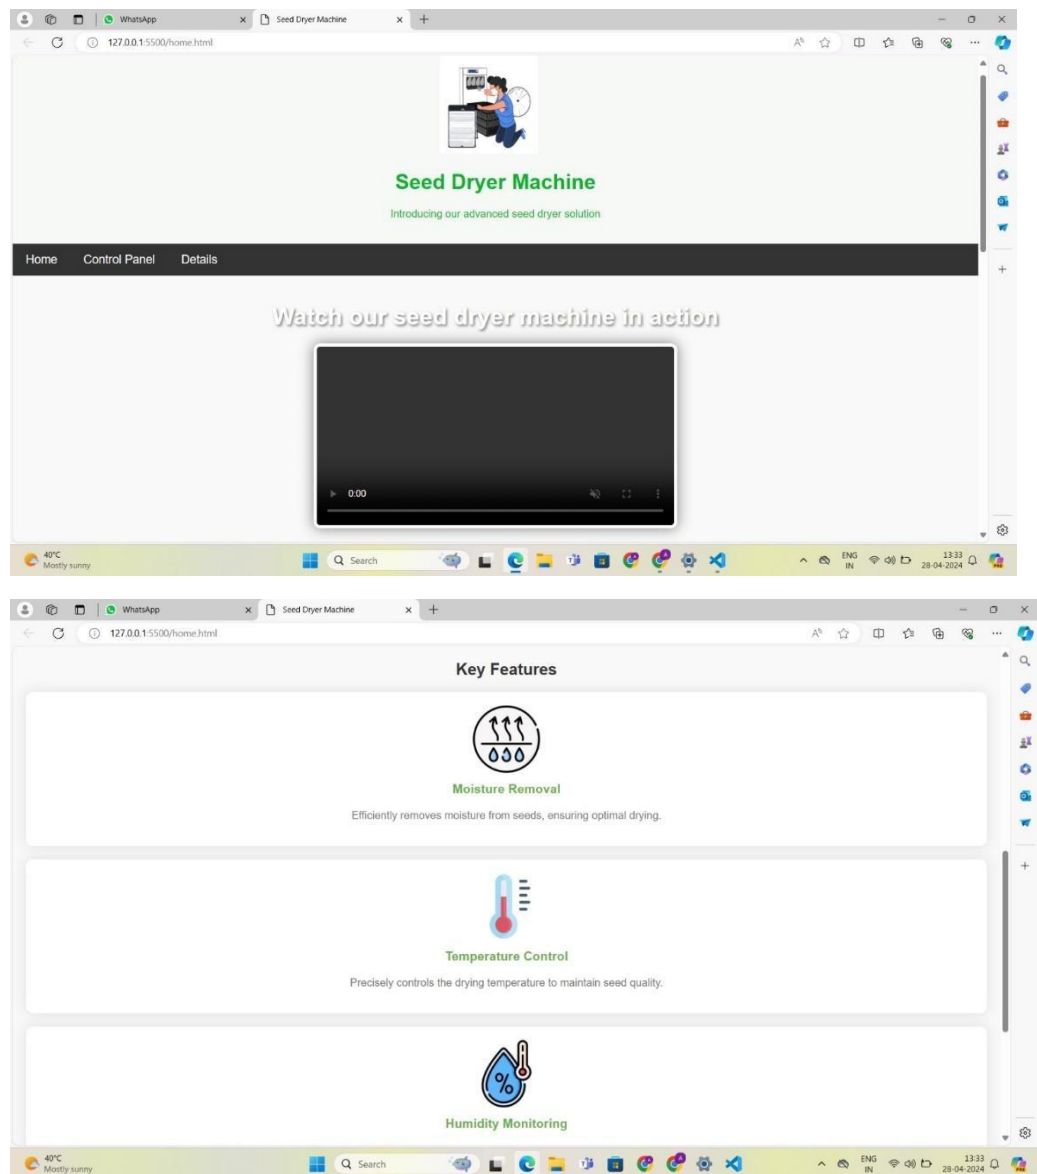 WhatsApp
Seed Dryer Machine
127.0.0.1:5500/home.html
Seed Dryer Machine
Introducing our advanced seed dryer solution
Home Control Panel Details
Watch our seed dryer machine in action
0:00
40°C
Mostly sunny
Search
ENG
IN
13:33
28-04-2024
WhatsApp
Seed Dryer Machine
127.0.0.1:5500/home.html
Key Features
Moisture Removal
Efficiently removes moisture from seeds, ensuring optimal drying.
Temperature Control
Precisely controls the drying temperature to maintain seed quality.
%
Humidity Monitoring
40°C
Mostly sunny
Search
ENG
IN
13:33
28-04-2024